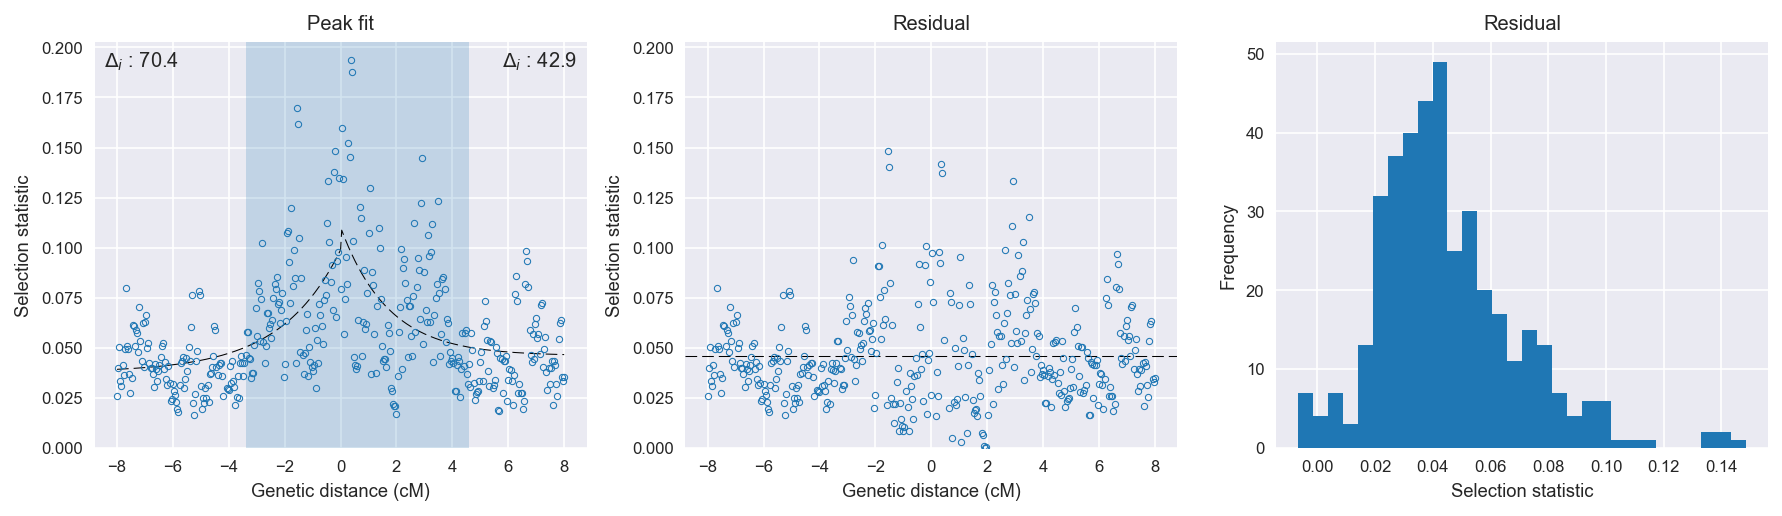 Peak fit
Δi : 70.4
Δi : 42.9
0.200
0.175
0.150
0.125
0.100
0.075
0.050
0.025
0.000
Selection statistic
−8 −6 −4 −2 0 2 4 6 8
Genetic distance (cM)
Residual
0.200
0.175
0.150
0.125
0.100
0.075
0.050
0.025
0.000
Selection statistic
−8 −6 −4 −2 0 2 4 6 8
Genetic distance (cM)
Residual
50
40
30
20
10
0
Frequency
0.00 0.02 0.04 0.06 0.08 0.10 0.12 0.14
Selection statistic